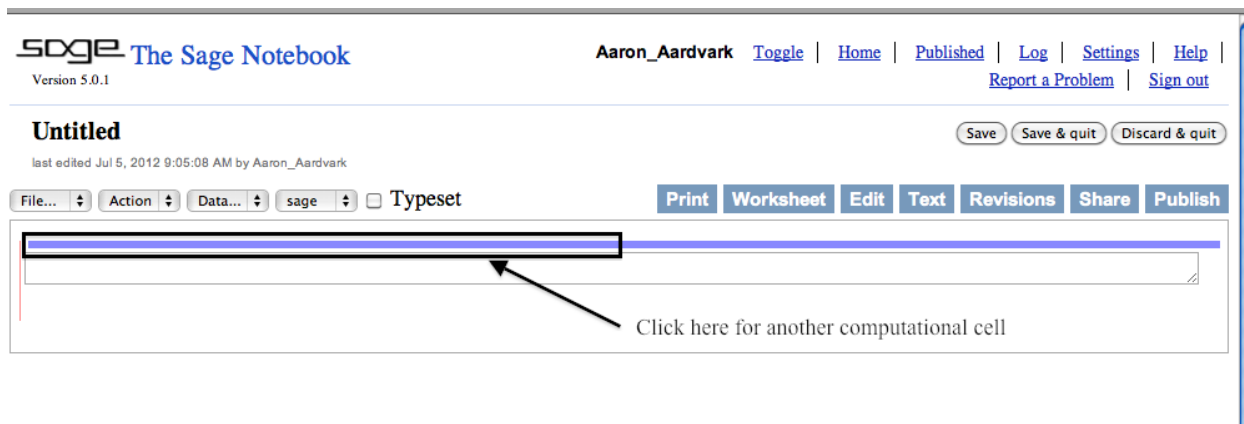 sage The Sage Notebook
Version 5.0.1
Aaron_Aardvark Toggle | Home | Published | Log | Settings | Help |
Report a Problem | Sign out
Untitled
last edited Jul 5, 2012 9:05:08 AM by Aaron_Aardvark
Save Save & quit Discard & quit
File... Action Data... sage Typeset
Print Worksheet Edit Text Revisions Share Publish
Click here for another computational cell